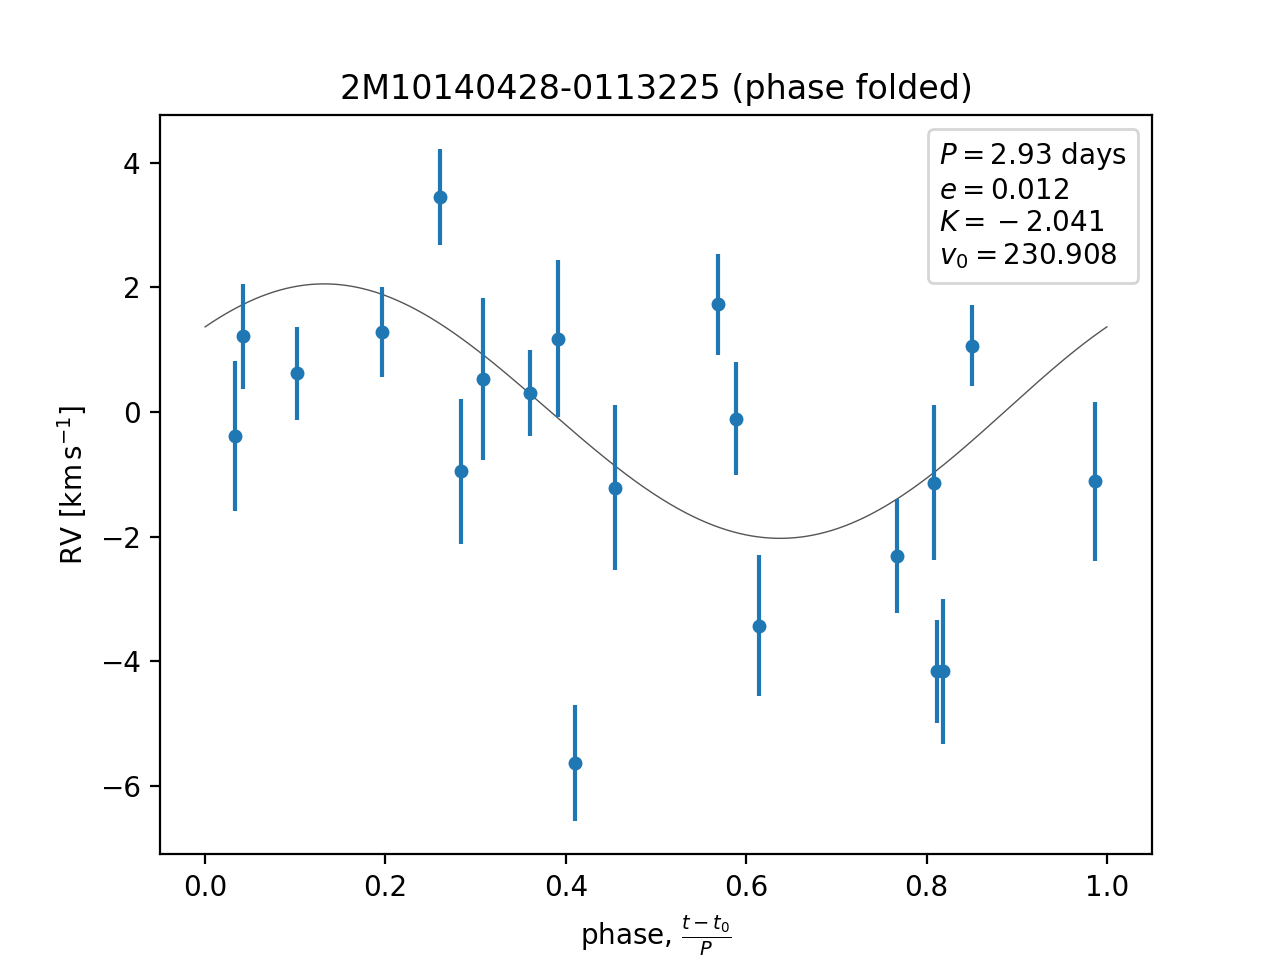 2M10140428-0113225 (phase folded)
P = 2.93 days
e = 0.012
K = −2.041
v₀ = 230.908
RV [km s⁻¹]
4
2
0
−2
−4
−6
0.0 0.2 0.4 0.6 0.8 1.0
phase, (t − t₀)/P